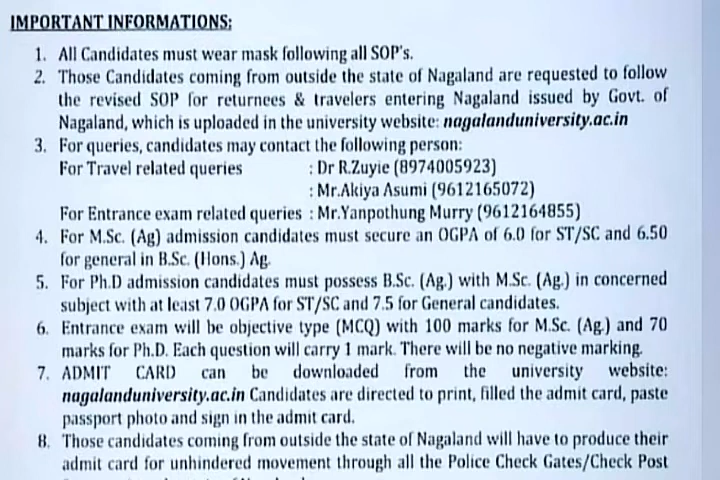 IMPORTANT INFORMATIONS:
1. All Candidates must wear mask following all SOP's.
2. Those Candidates coming from outside the state of Nagaland are requested to follow
the revised SOP for returnees & travelers entering Nagaland issued by Govt. of
Nagaland, which is uploaded in the university website: nagalanduniversity.ac.in
3. For queries, candidates may contact the following person:
For Travel related queries : Dr R.Zuyie (8974005923)
: Mr.Akiya Asumi (9612165072)
For Entrance exam related queries : Mr.Yanpothung Murry (9612164855)
4. For M.Sc. (Ag) admission candidates must secure an OGPA of 6.0 for ST/SC and 6.50
for general in B.Sc. (Hons.) Ag.
5. For Ph.D admission candidates must possess B.Sc. (Ag.) with M.Sc. (Ag.) in concerned
subject with at least 7.0 OGPA for ST/SC and 7.5 for General candidates.
6. Entrance exam will be objective type (MCQ) with 100 marks for M.Sc. (Ag.) and 70
marks for Ph.D. Each question will carry 1 mark. There will be no negative marking.
7. ADMIT CARD can be downloaded from the university website:
nagalanduniversity.ac.in Candidates are directed to print, filled the admit card, paste
passport photo and sign in the admit card.
8. Those candidates coming from outside the state of Nagaland will have to produce their
admit card for unhindered movement through all the Police Check Gates/Check Post